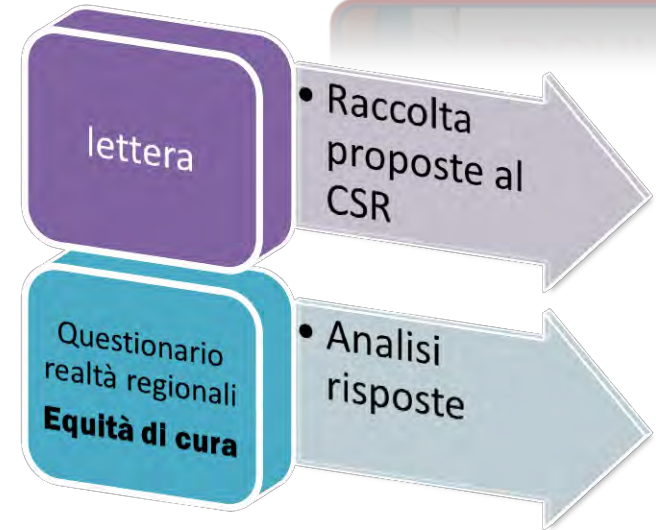 lettera
• Raccolta
proposte al
CSR
Questionario
realtà regionali
Equità di cura
• Analisi
risposte